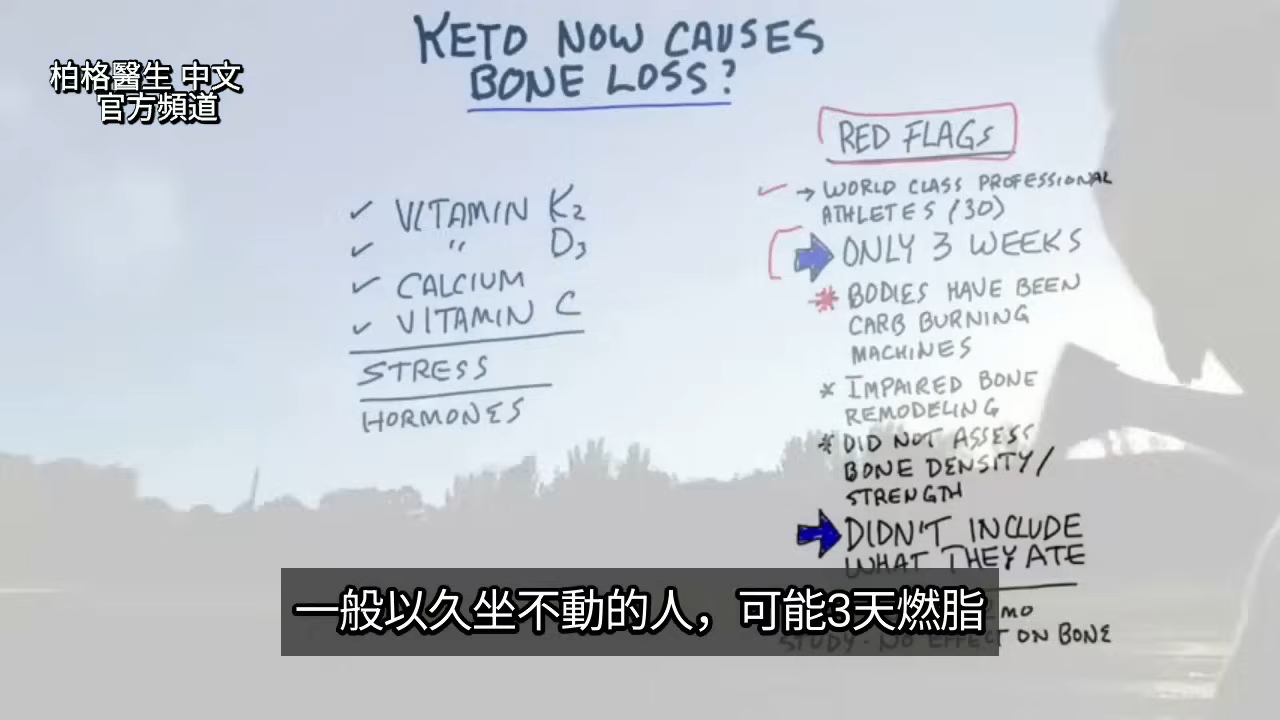 KETO NOW CAUSES
BONE LOSS?
柏格醫生 中文
官方頻道
✓ VITAMIN K2
✓ " D3
✓ CALCIUM
✓ VITAMIN C
STRESS
HORMONES
RED FLAGS
✓ → WORLD CLASS PROFESSIONAL
ATHLETES (30)
ONLY 3 WEEKS
* BODIES HAVE BEEN
CARB BURNING
MACHINES
* IMPAIRED BONE
REMODELING
* DID NOT ASSESS
BONE DENSITY/
STRENGTH
DIDN'T INCLUDE
WHAT THEY ATE
MO
STUDY - NO EFFECT ON BONE
一般以久坐不動的人，可能3天燃脂